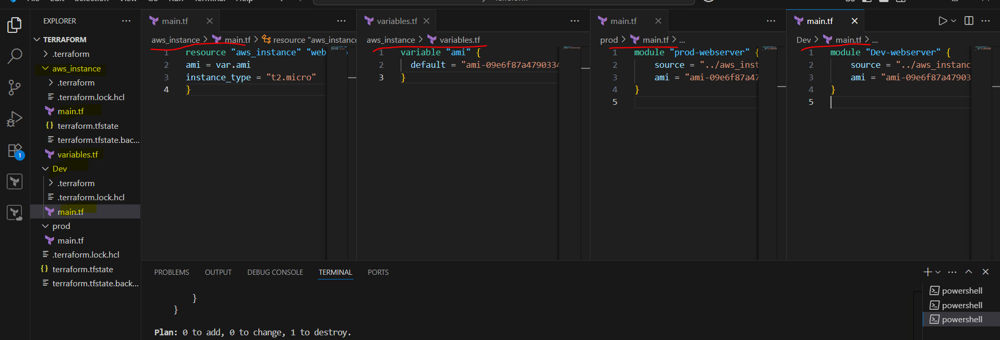 EXPLORER
TERRAFORM
.terraform
aws_instance
.terraform
.terraform.lock.hcl
main.tf
terraform.tfstate
terraform.tfstate.bac...
variables.tf
Dev
.terraform
.terraform.lock.hcl
main.tf
prod
main.tf
.terraform.lock.hcl
terraform.tfstate
terraform.tfstate.back...
1
main.tf
aws_instance > main.tf > resource "aws_instance
1 resource "aws_instance" "web
2 ami = var.ami
3 instance_type = "t2.micro"
4 }
variables.tf
aws_instance > variables.tf
1 variable "ami" {
2 default = "ami-09e6f87a4790334
3 }
main.tf
prod > main.tf > ...
1 module "prod-webserver" {
2 source = "../aws_inst
3 ami = "ami-09e6f87a47
4 }
5
main.tf
Dev > main.tf > ...
1 module "Dev-webserver" {
2 source = "../aws_instanc
3 ami = "ami-09e6f87a47903
4 }
5
PROBLEMS OUTPUT DEBUG CONSOLE TERMINAL PORTS
}
}
Plan: 0 to add, 0 to change, 1 to destroy.
powershell
powershell
powershell